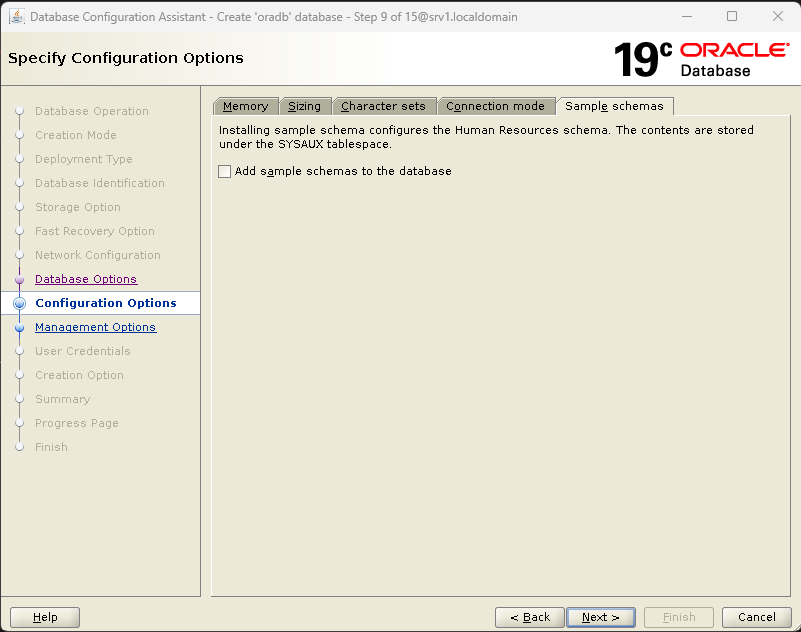 Database Configuration Assistant - Create 'oradb' database - Step 9 of 15@srv1.localdomain
Specify Configuration Options
19c ORACLE
Database
Database Operation
Creation Mode
Deployment Type
Database Identification
Storage Option
Fast Recovery Option
Network Configuration
Database Options
Configuration Options
Management Options
User Credentials
Creation Option
Summary
Progress Page
Finish
Memory Sizing Character sets Connection mode Sample schemas
Installing sample schema configures the Human Resources schema. The contents are stored
under the SYSAUX tablespace.
Add sample schemas to the database
Help < Back Next > Finish Cancel